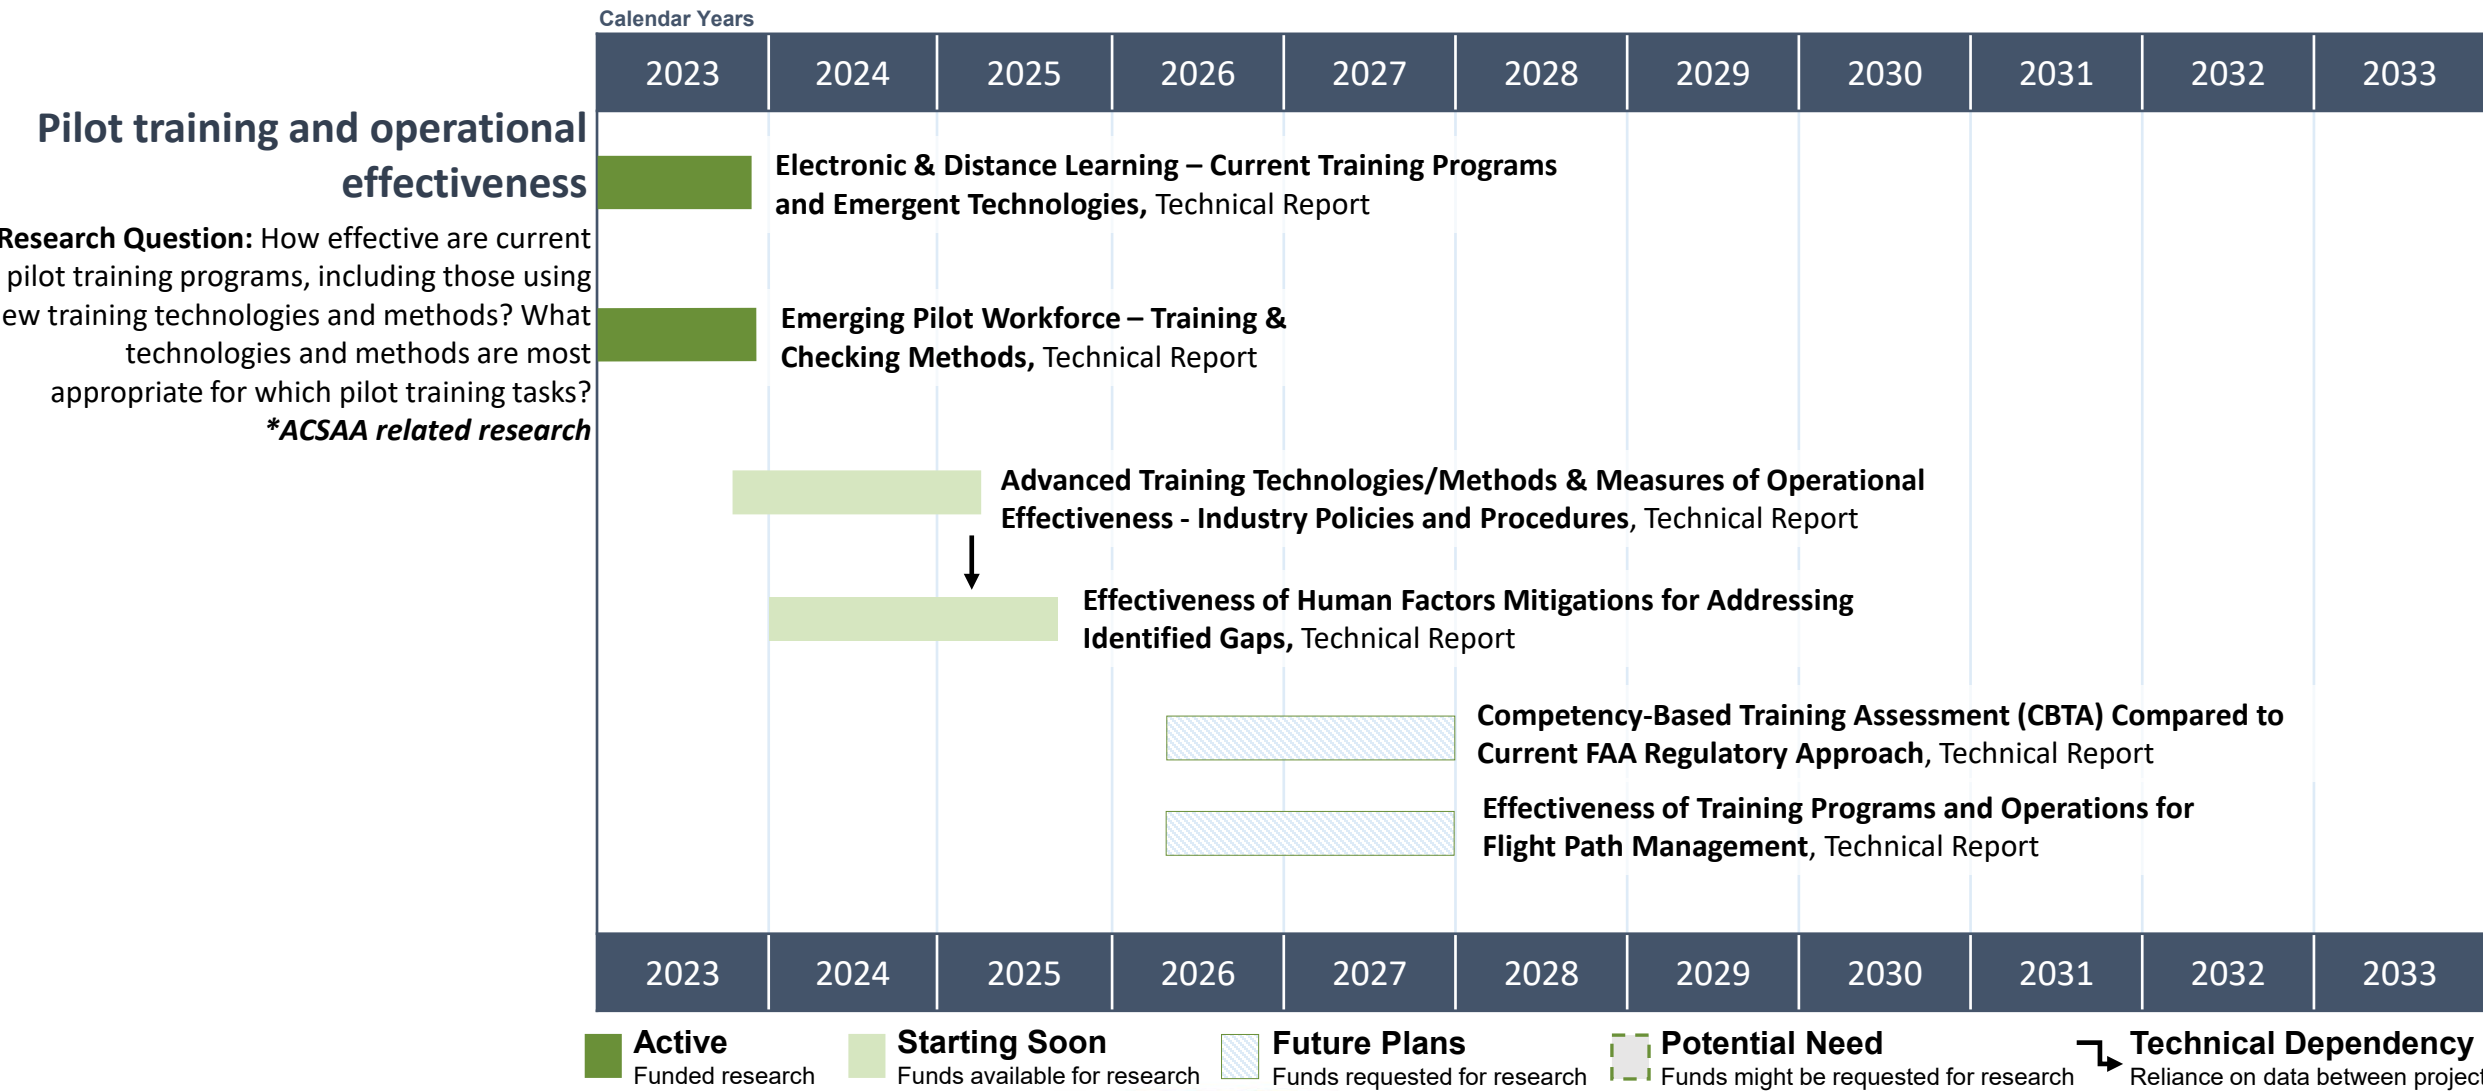 Calendar Years
2023 2024 2025 2026 2027 2028 2029 2030 2031 2032 2033
Pilot training and operational
effectiveness
Research Question: How effective are current
pilot training programs, including those using
ew training technologies and methods? What
technologies and methods are most
appropriate for which pilot training tasks?
*ACSAA related research
Electronic & Distance Learning – Current Training Programs
and Emergent Technologies, Technical Report
Emerging Pilot Workforce – Training &
Checking Methods, Technical Report
Advanced Training Technologies/Methods & Measures of Operational
Effectiveness - Industry Policies and Procedures, Technical Report
Effectiveness of Human Factors Mitigations for Addressing
Identified Gaps, Technical Report
Competency-Based Training Assessment (CBTA) Compared to
Current FAA Regulatory Approach, Technical Report
Effectiveness of Training Programs and Operations for
Flight Path Management, Technical Report
2023 2024 2025 2026 2027 2028 2029 2030 2031 2032 2033
Active
Funded research
Starting Soon
Funds available for research
Future Plans
Funds requested for research
Potential Need
Funds might be requested for research
Technical Dependency
Reliance on data between project